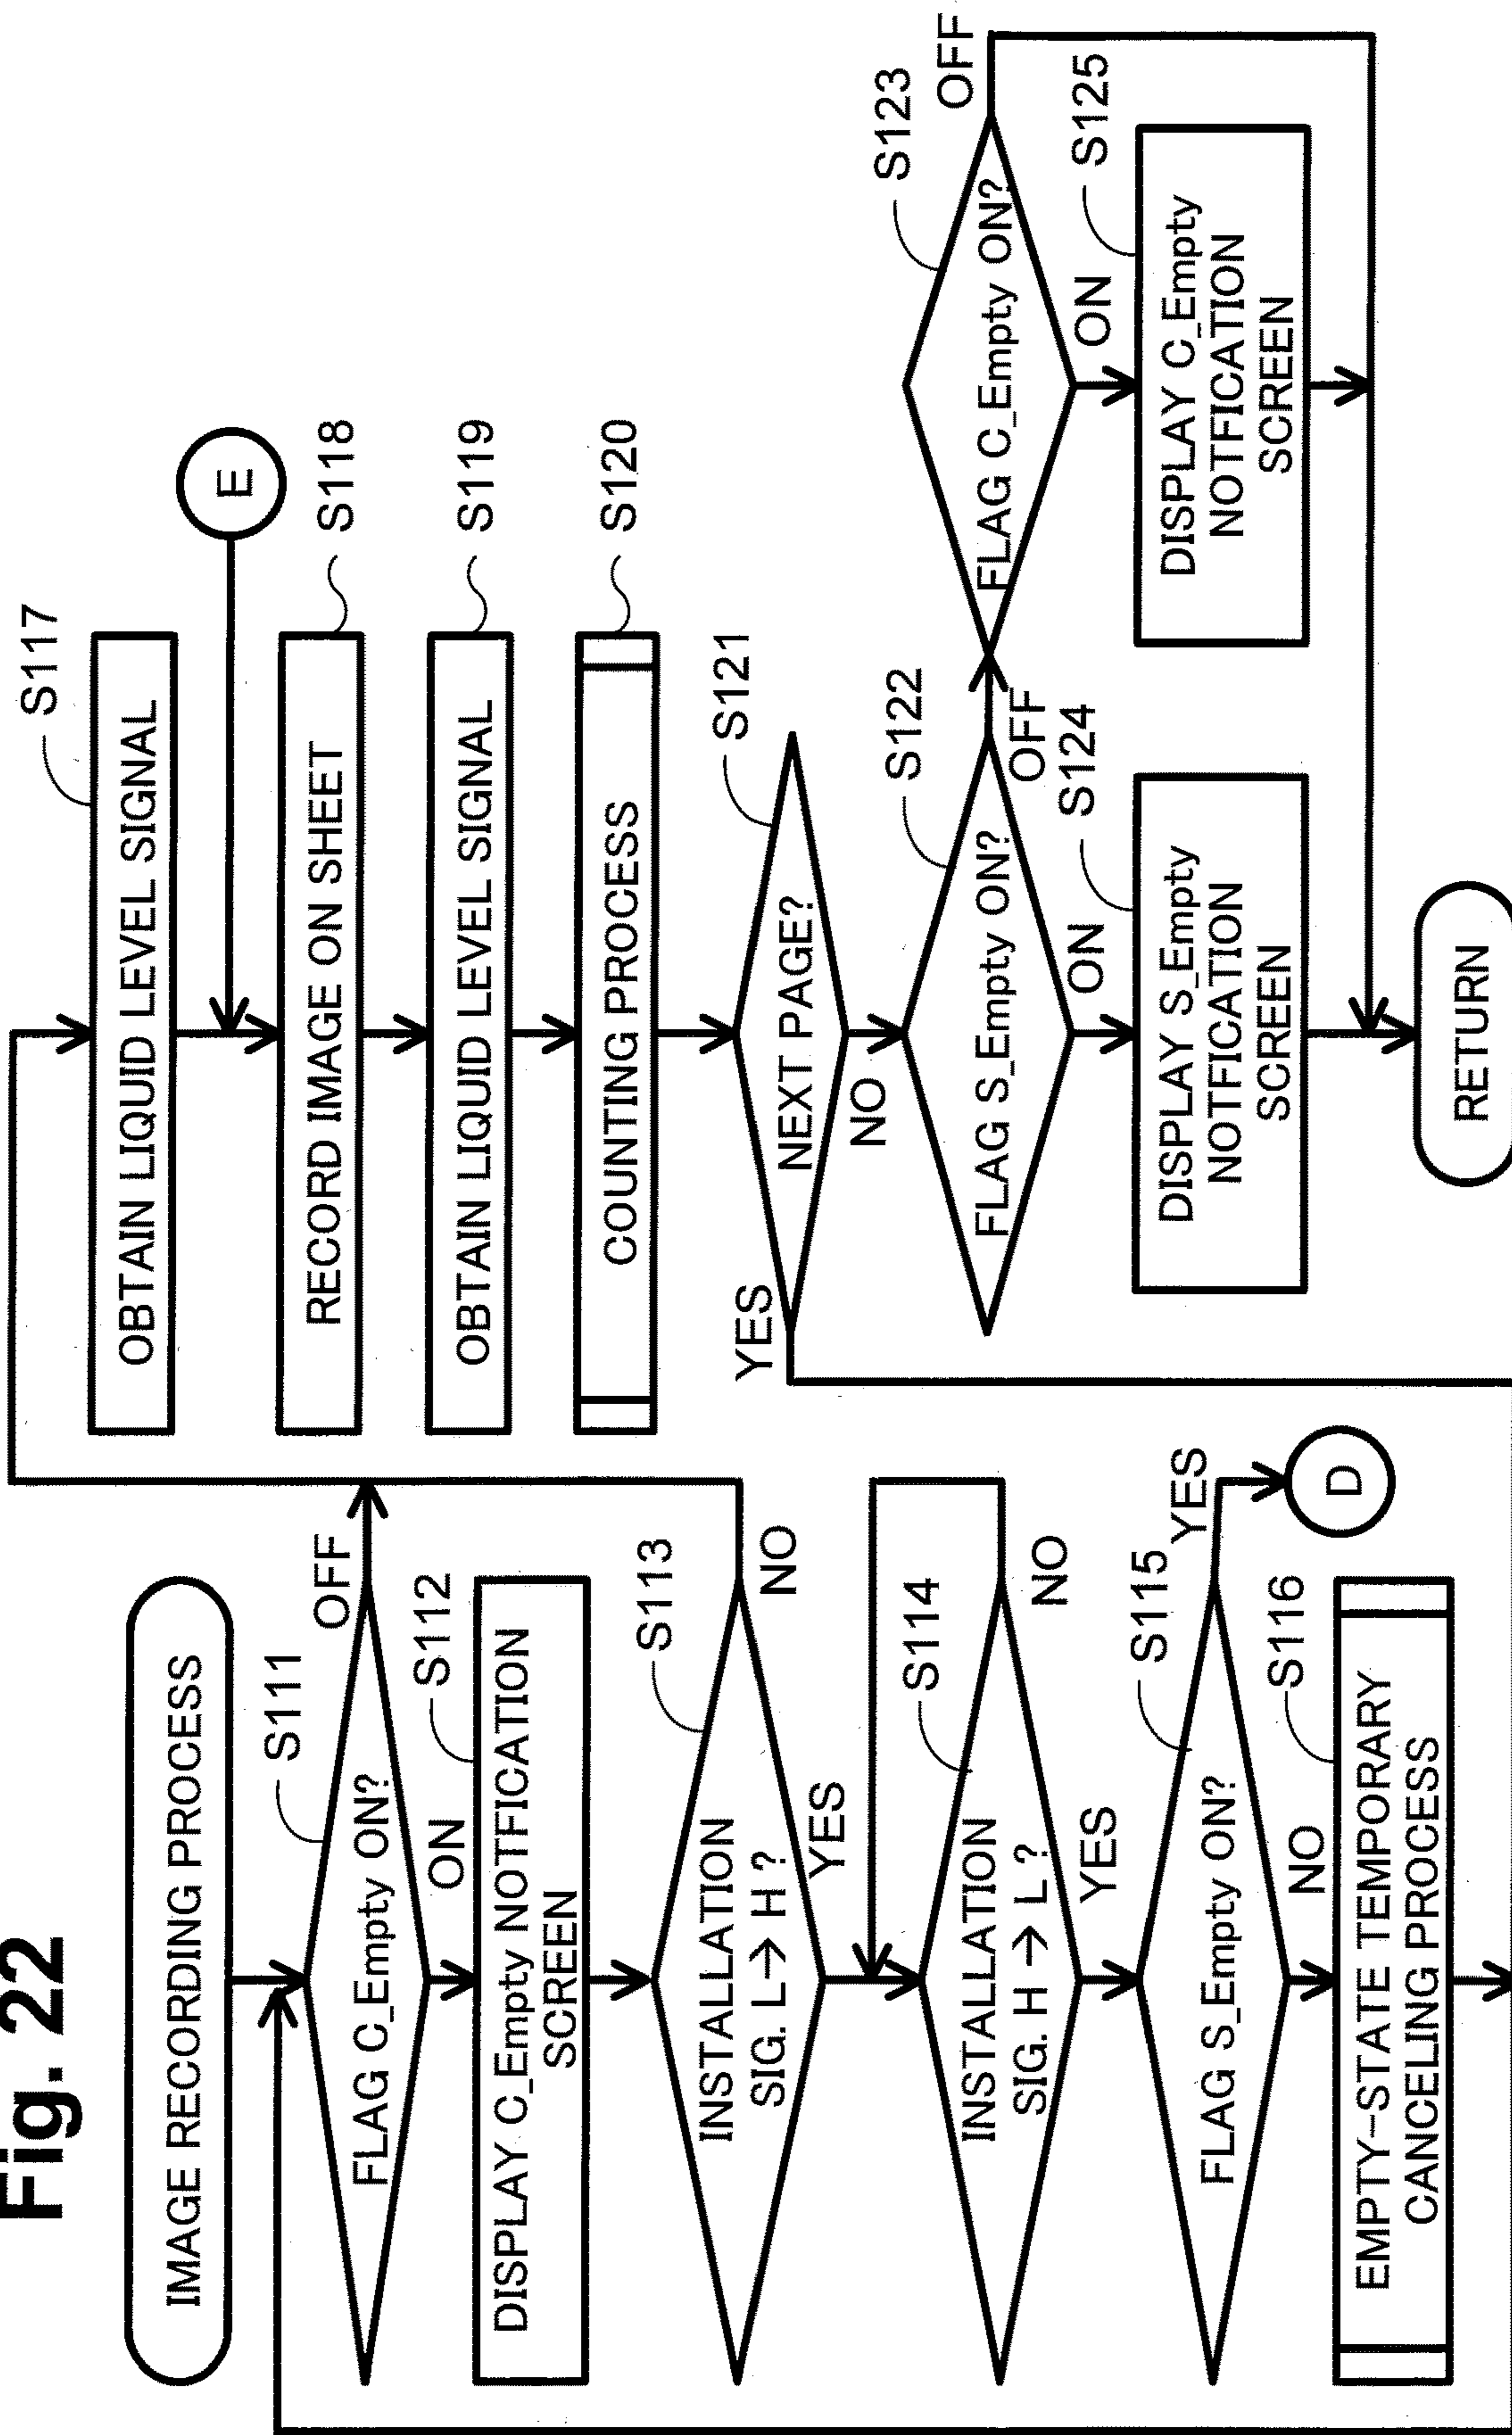 Fig. 22
IMAGE RECORDING PROCESS
S111
FLAG C_Empty ON?
OFF
ON
S112
DISPLAY C_Empty NOTFICATION
SCREEN
S113
INSTALLATION
SIG. L→ H ?
NO
YES
S114
INSTALLATION
SIG. H → L ?
NO
YES
S115
FLAG S_Empty ON?
YES
D
NO
S116
EMPTY-STATE TEMPORARY
CANCELING PROCESS
S117
OBTAIN LIQUID LEVEL SIGNAL
E
S118
RECORD IMAGE ON SHEET
S119
OBTAIN LIQUID LEVEL SIGNAL
S120
COUNTING PROCESS
S121
NEXT PAGE?
YES
NO
S122
FLAG S_Empty ON?
OFF
ON
S123
FLAG C_Empty ON?
OFF
ON
S124
DISPLAY S_Empty
NOTFICATION
SCREEN
S125
DISPLAY C_Empty
NOTFICATION
SCREEN
RETURN